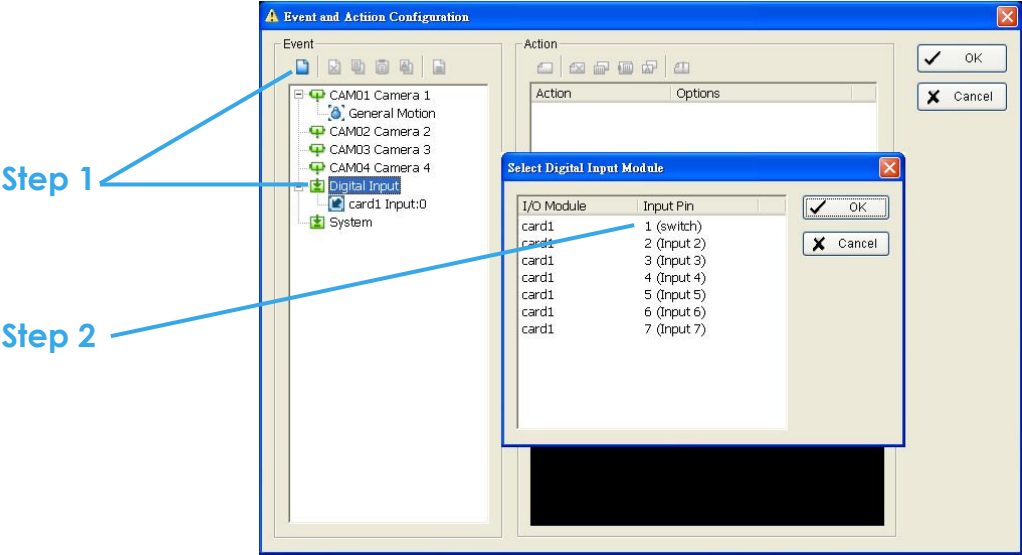 Event and Actiion Configuration
Event
Action
OK
Cancel
CAM01 Camera 1
General Motion
CAM02 Camera 2
CAM03 Camera 3
CAM04 Camera 4
Digital Input
card1 Input:0
System
Action Options
Step 1
Step 2
Select Digital Input Module
I/O Module Input Pin
card1 1 (switch)
card1 2 (Input 2)
card1 3 (Input 3)
card1 4 (Input 4)
card1 5 (Input 5)
card1 6 (Input 6)
card1 7 (Input 7)
OK
Cancel